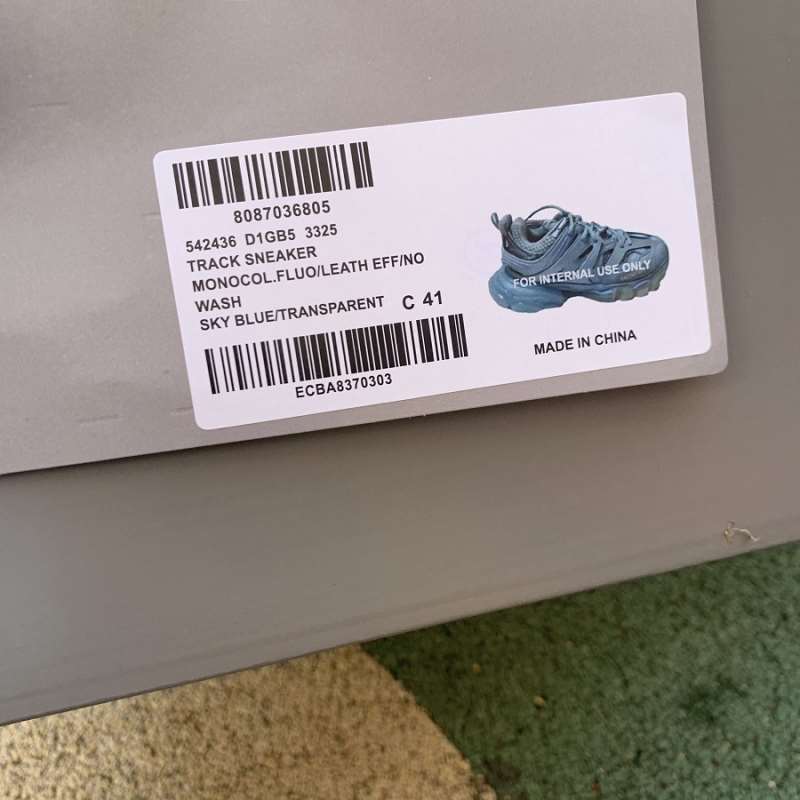 8087036805
542436 D1GB5 3325
TRACK SNEAKER
MONOCOL.FLUO/LEATH EFF/NO
WASH
SKY BLUE/TRANSPARENT C 41
ECBA8370303
FOR INTERNAL USE ONLY
MADE IN CHINA